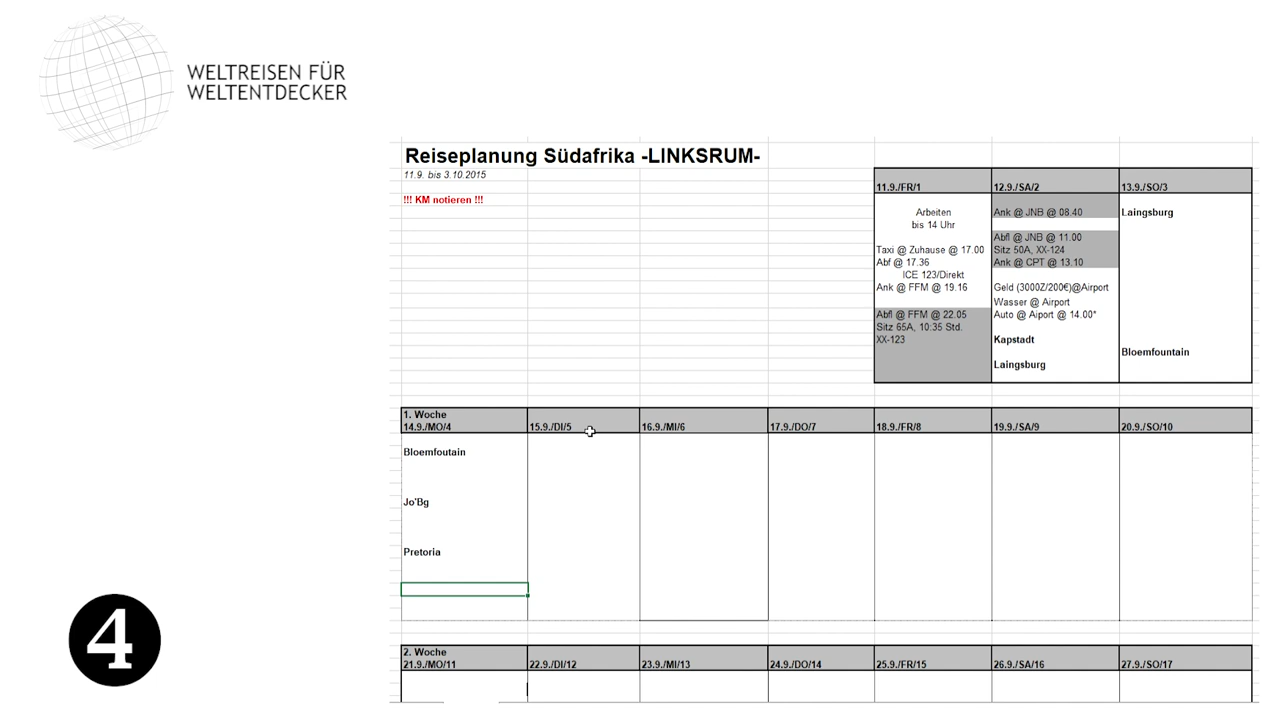 WELTREISEN FÜR
WELTENTDECKER
Reiseplanung Südafrika -LINKSRUM-
11.9. bis 3.10.2015
!!! KM notieren !!!
11.9./FR/1
Arbeiten
bis 14 Uhr
Taxi @ Zuhause @ 17.00
Abf @ 17.36
ICE 123/Direkt
Ank @ FFM @ 19.16
Abfl @ FFM @ 22.05
Sitz 65A, 10:35 Std.
XX-123
12.9./SA/2
Ank @ JNB @ 08.40
Abfl @ JNB @ 11.00
Sitz 50A, XX-124
Ank @ CPT @ 13.10
Geld (3000Z/200€)@Airport
Wasser @ Airport
Auto @ Aiport @ 14.00*
Kapstadt
Laingsburg
13.9./SO/3
Laingsburg
Bloemfountain
1. Woche
14.9./MO/4 15.9./DI/5 16.9./MI/6 17.9./DO/7 18.9./FR/8 19.9./SA/9 20.9./SO/10
Bloemfoutain
Jo'Bg
Pretoria
2. Woche
21.9./MO/11 22.9./DI/12 23.9./MI/13 24.9./DO/14 25.9./FR/15 26.9./SA/16 27.9./SO/17
4